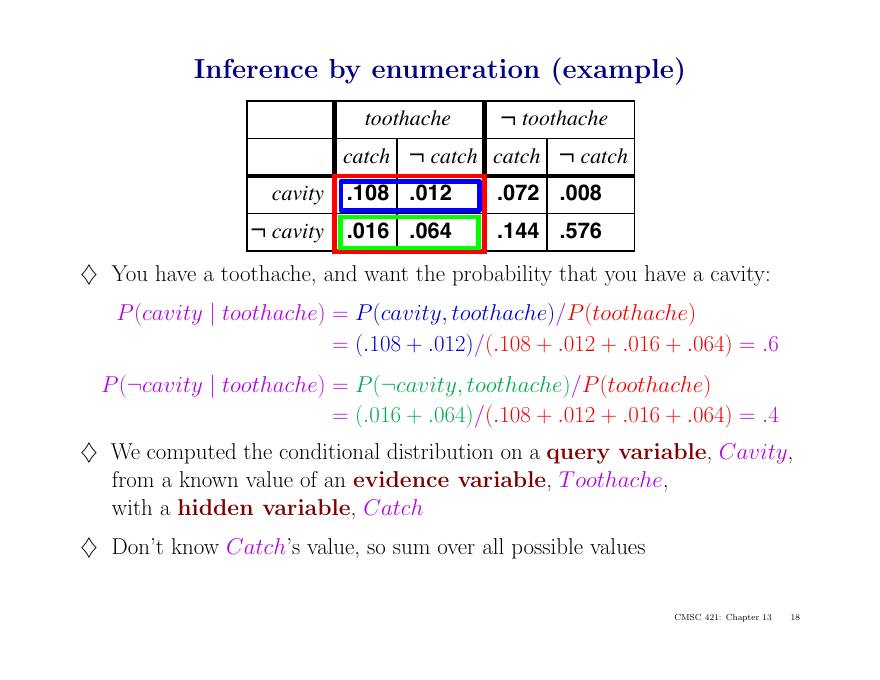 Inference by enumeration (example)
toothache ¬ toothache
catch ¬ catch catch ¬ catch
cavity .108 .012 .072 .008
¬ cavity .016 .064 .144 .576
♢ You have a toothache, and want the probability that you have a cavity:
P(cavity | toothache) = P(cavity, toothache)/P(toothache)
= (.108 + .012)/(.108 + .012 + .016 + .064) = .6
P(¬cavity | toothache) = P(¬cavity, toothache)/P(toothache)
= (.016 + .064)/(.108 + .012 + .016 + .064) = .4
♢ We computed the conditional distribution on a query variable, Cavity,
from a known value of an evidence variable, Toothache,
with a hidden variable, Catch
♢ Don't know Catch's value, so sum over all possible values
CMSC 421: Chapter 13 18